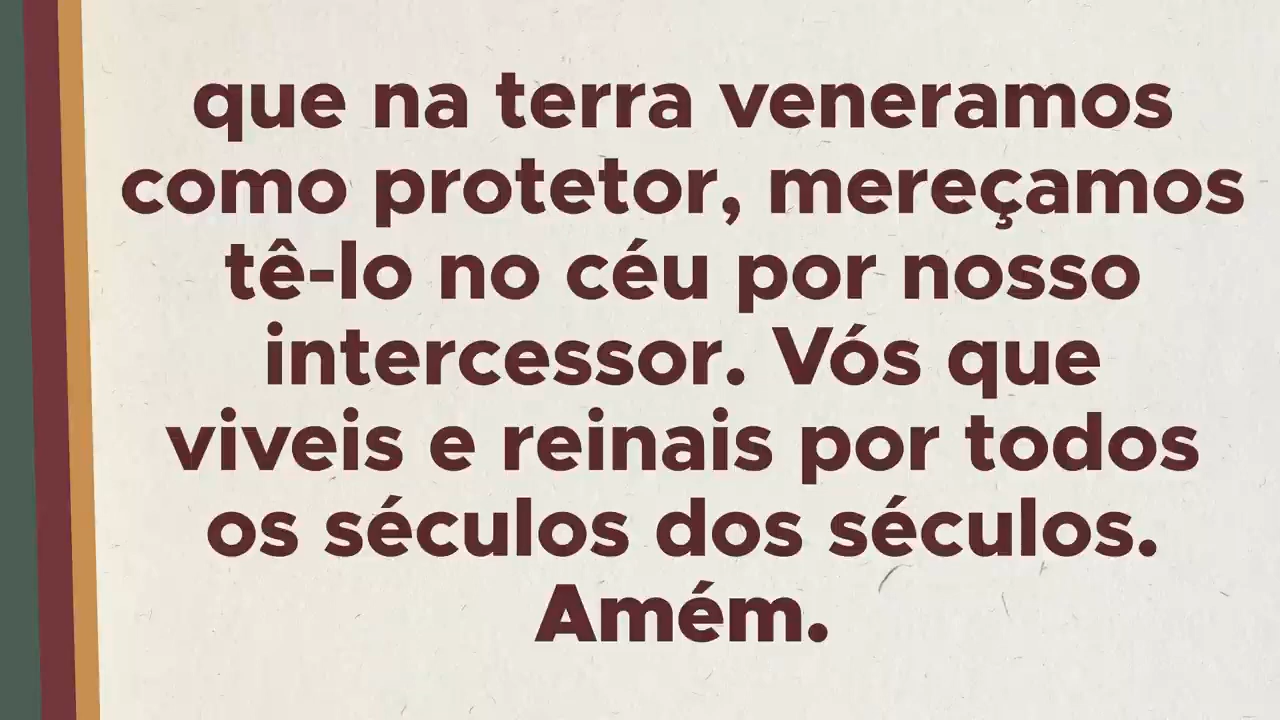 que na terra veneramos
como protetor, mereçamos
tê-lo no céu por nosso
intercessor. Vós que
viveis e reinais por todos
os séculos dos séculos.
Amém.